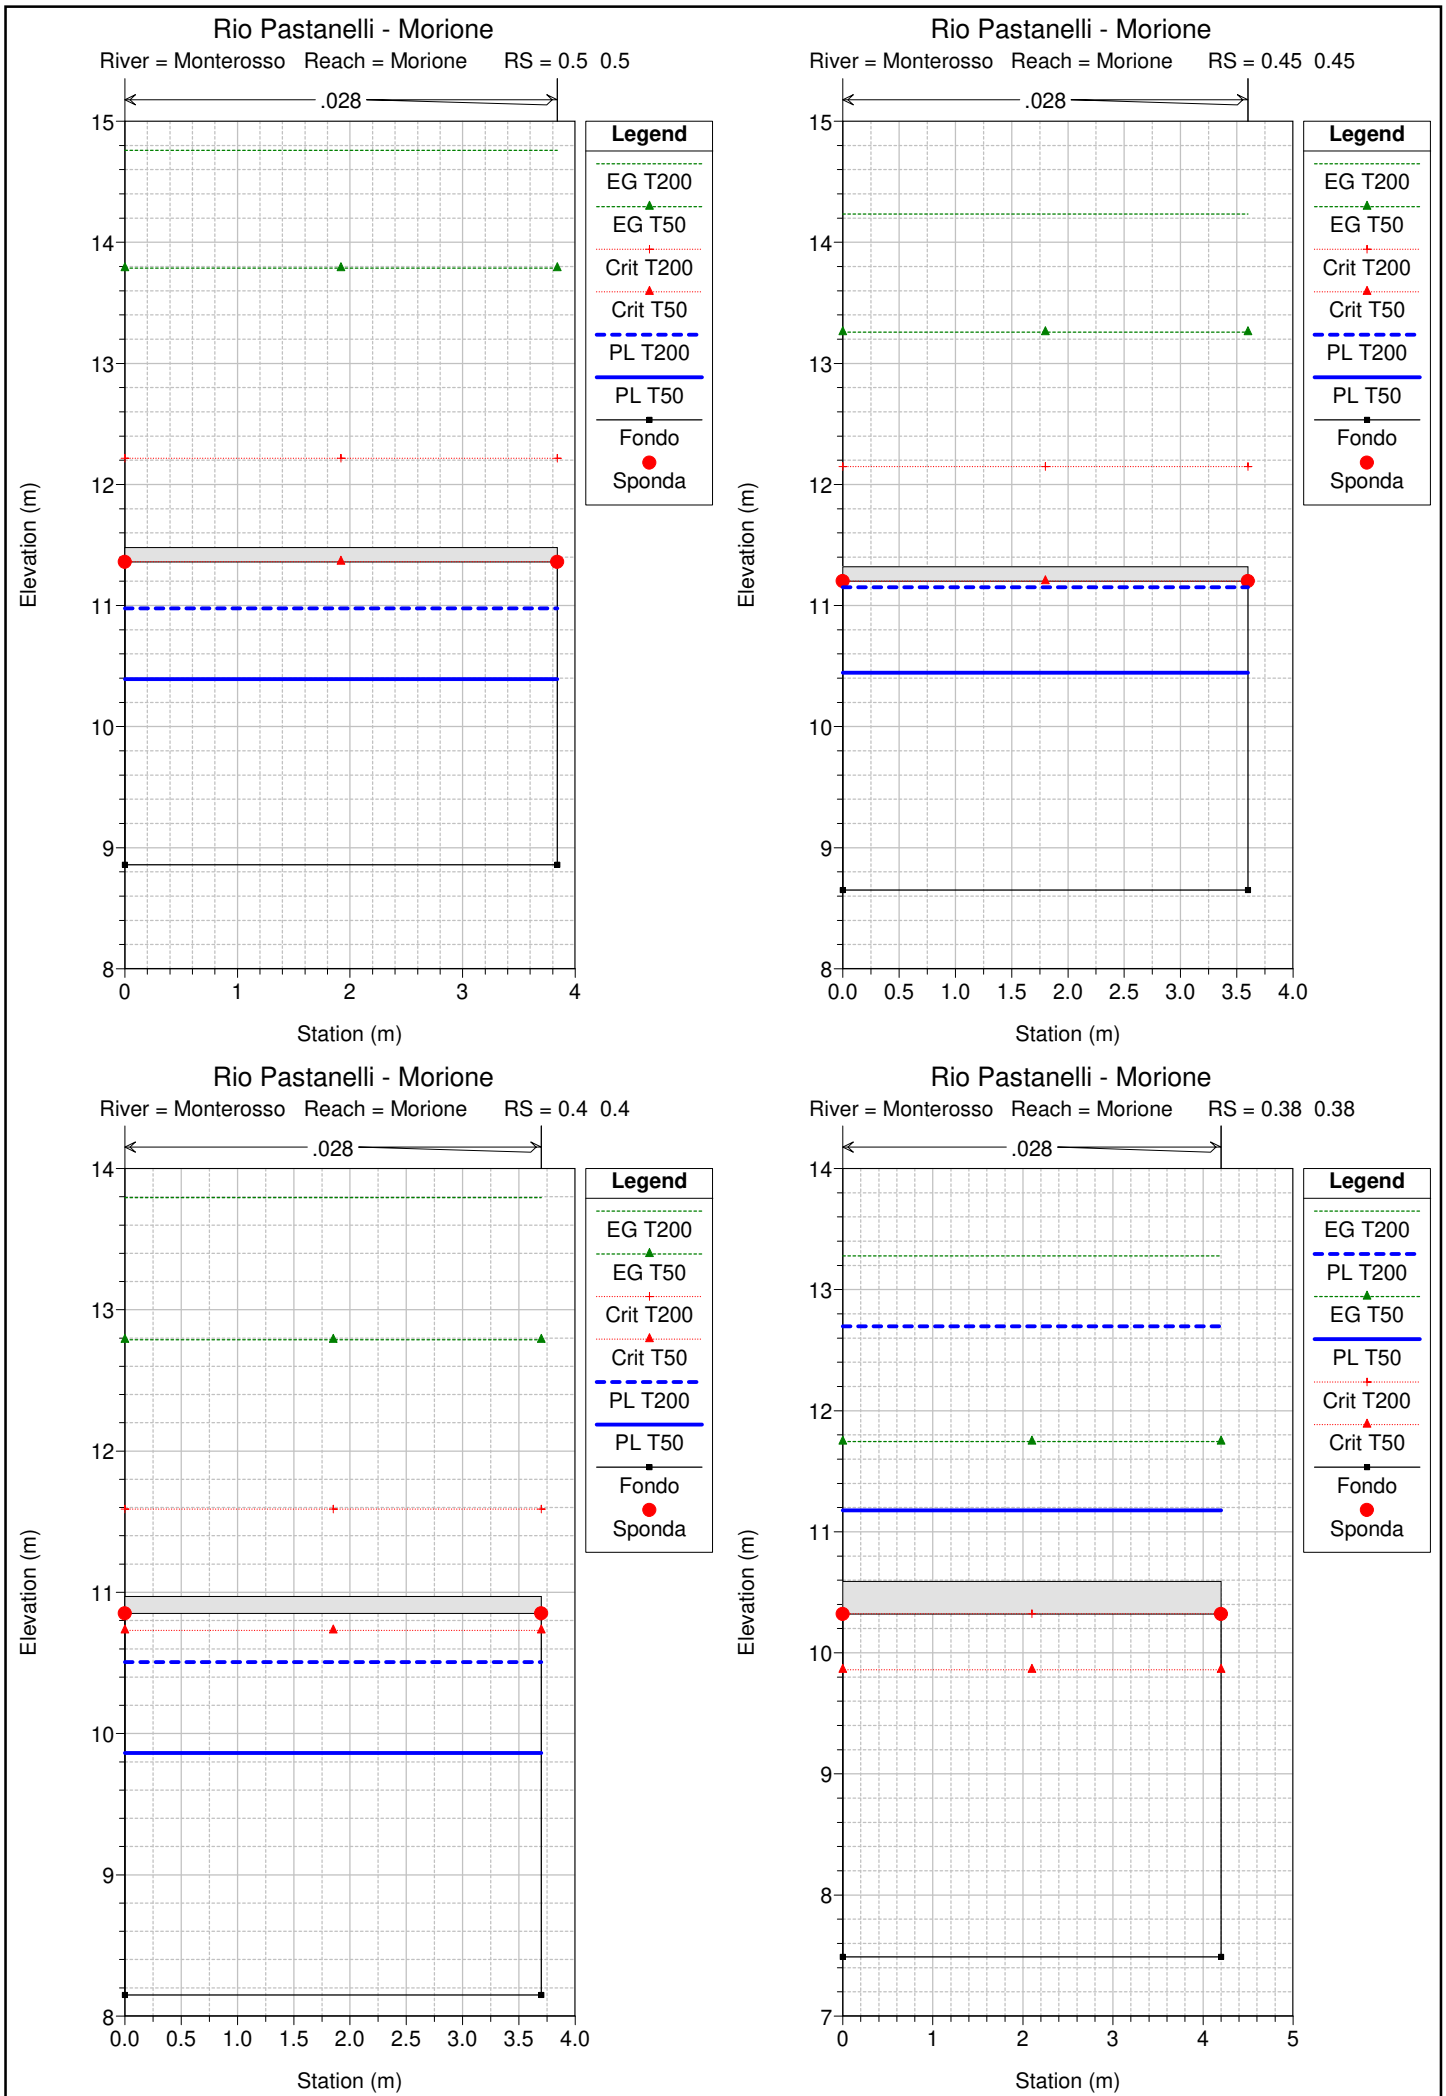 Rio Pastanelli - Morione
River = Monterosso Reach = Morione RS = 0.5 0.5
.028
15
14
13
12
11
10
9
8
Elevation (m)
0 1 2 3 4
Station (m)
Legend
EG T200
EG T50
Crit T200
Crit T50
PL T200
PL T50
Fondo
Sponda
Rio Pastanelli - Morione
River = Monterosso Reach = Morione RS = 0.45 0.45
.028
15
14
13
12
11
10
9
8
Elevation (m)
0.0 0.5 1.0 1.5 2.0 2.5 3.0 3.5 4.0
Station (m)
Legend
EG T200
EG T50
Crit T200
Crit T50
PL T200
PL T50
Fondo
Sponda
Rio Pastanelli - Morione
River = Monterosso Reach = Morione RS = 0.4 0.4
.028
14
13
12
11
10
9
8
Elevation (m)
0.0 0.5 1.0 1.5 2.0 2.5 3.0 3.5 4.0
Station (m)
Legend
EG T200
EG T50
Crit T200
Crit T50
PL T200
PL T50
Fondo
Sponda
Rio Pastanelli - Morione
River = Monterosso Reach = Morione RS = 0.38 0.38
.028
14
13
12
11
10
9
8
7
Elevation (m)
0 1 2 3 4 5
Station (m)
Legend
EG T200
PL T200
EG T50
PL T50
Crit T200
Crit T50
Fondo
Sponda